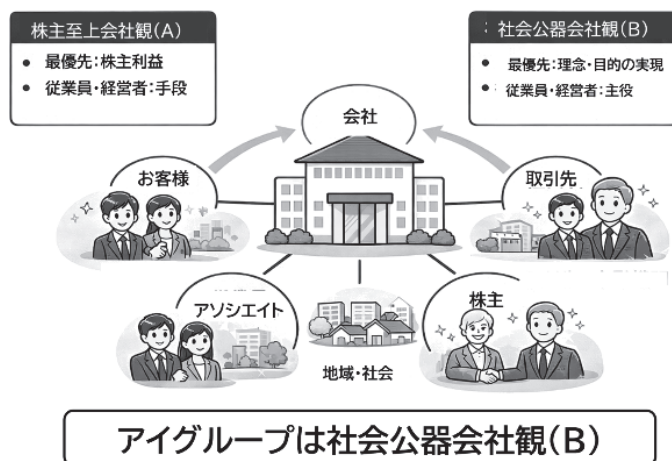 株主至上会社観(A)
• 最優先:株主利益
• 従業員・経営者:手段
: 社会公器会社観(B)
• 最優先:理念・目的の実現
• 従業員・経営者:主役
会社
お客様
取引先
アソシエイト
地域・社会
株主
アイグループは社会公器会社観(B)